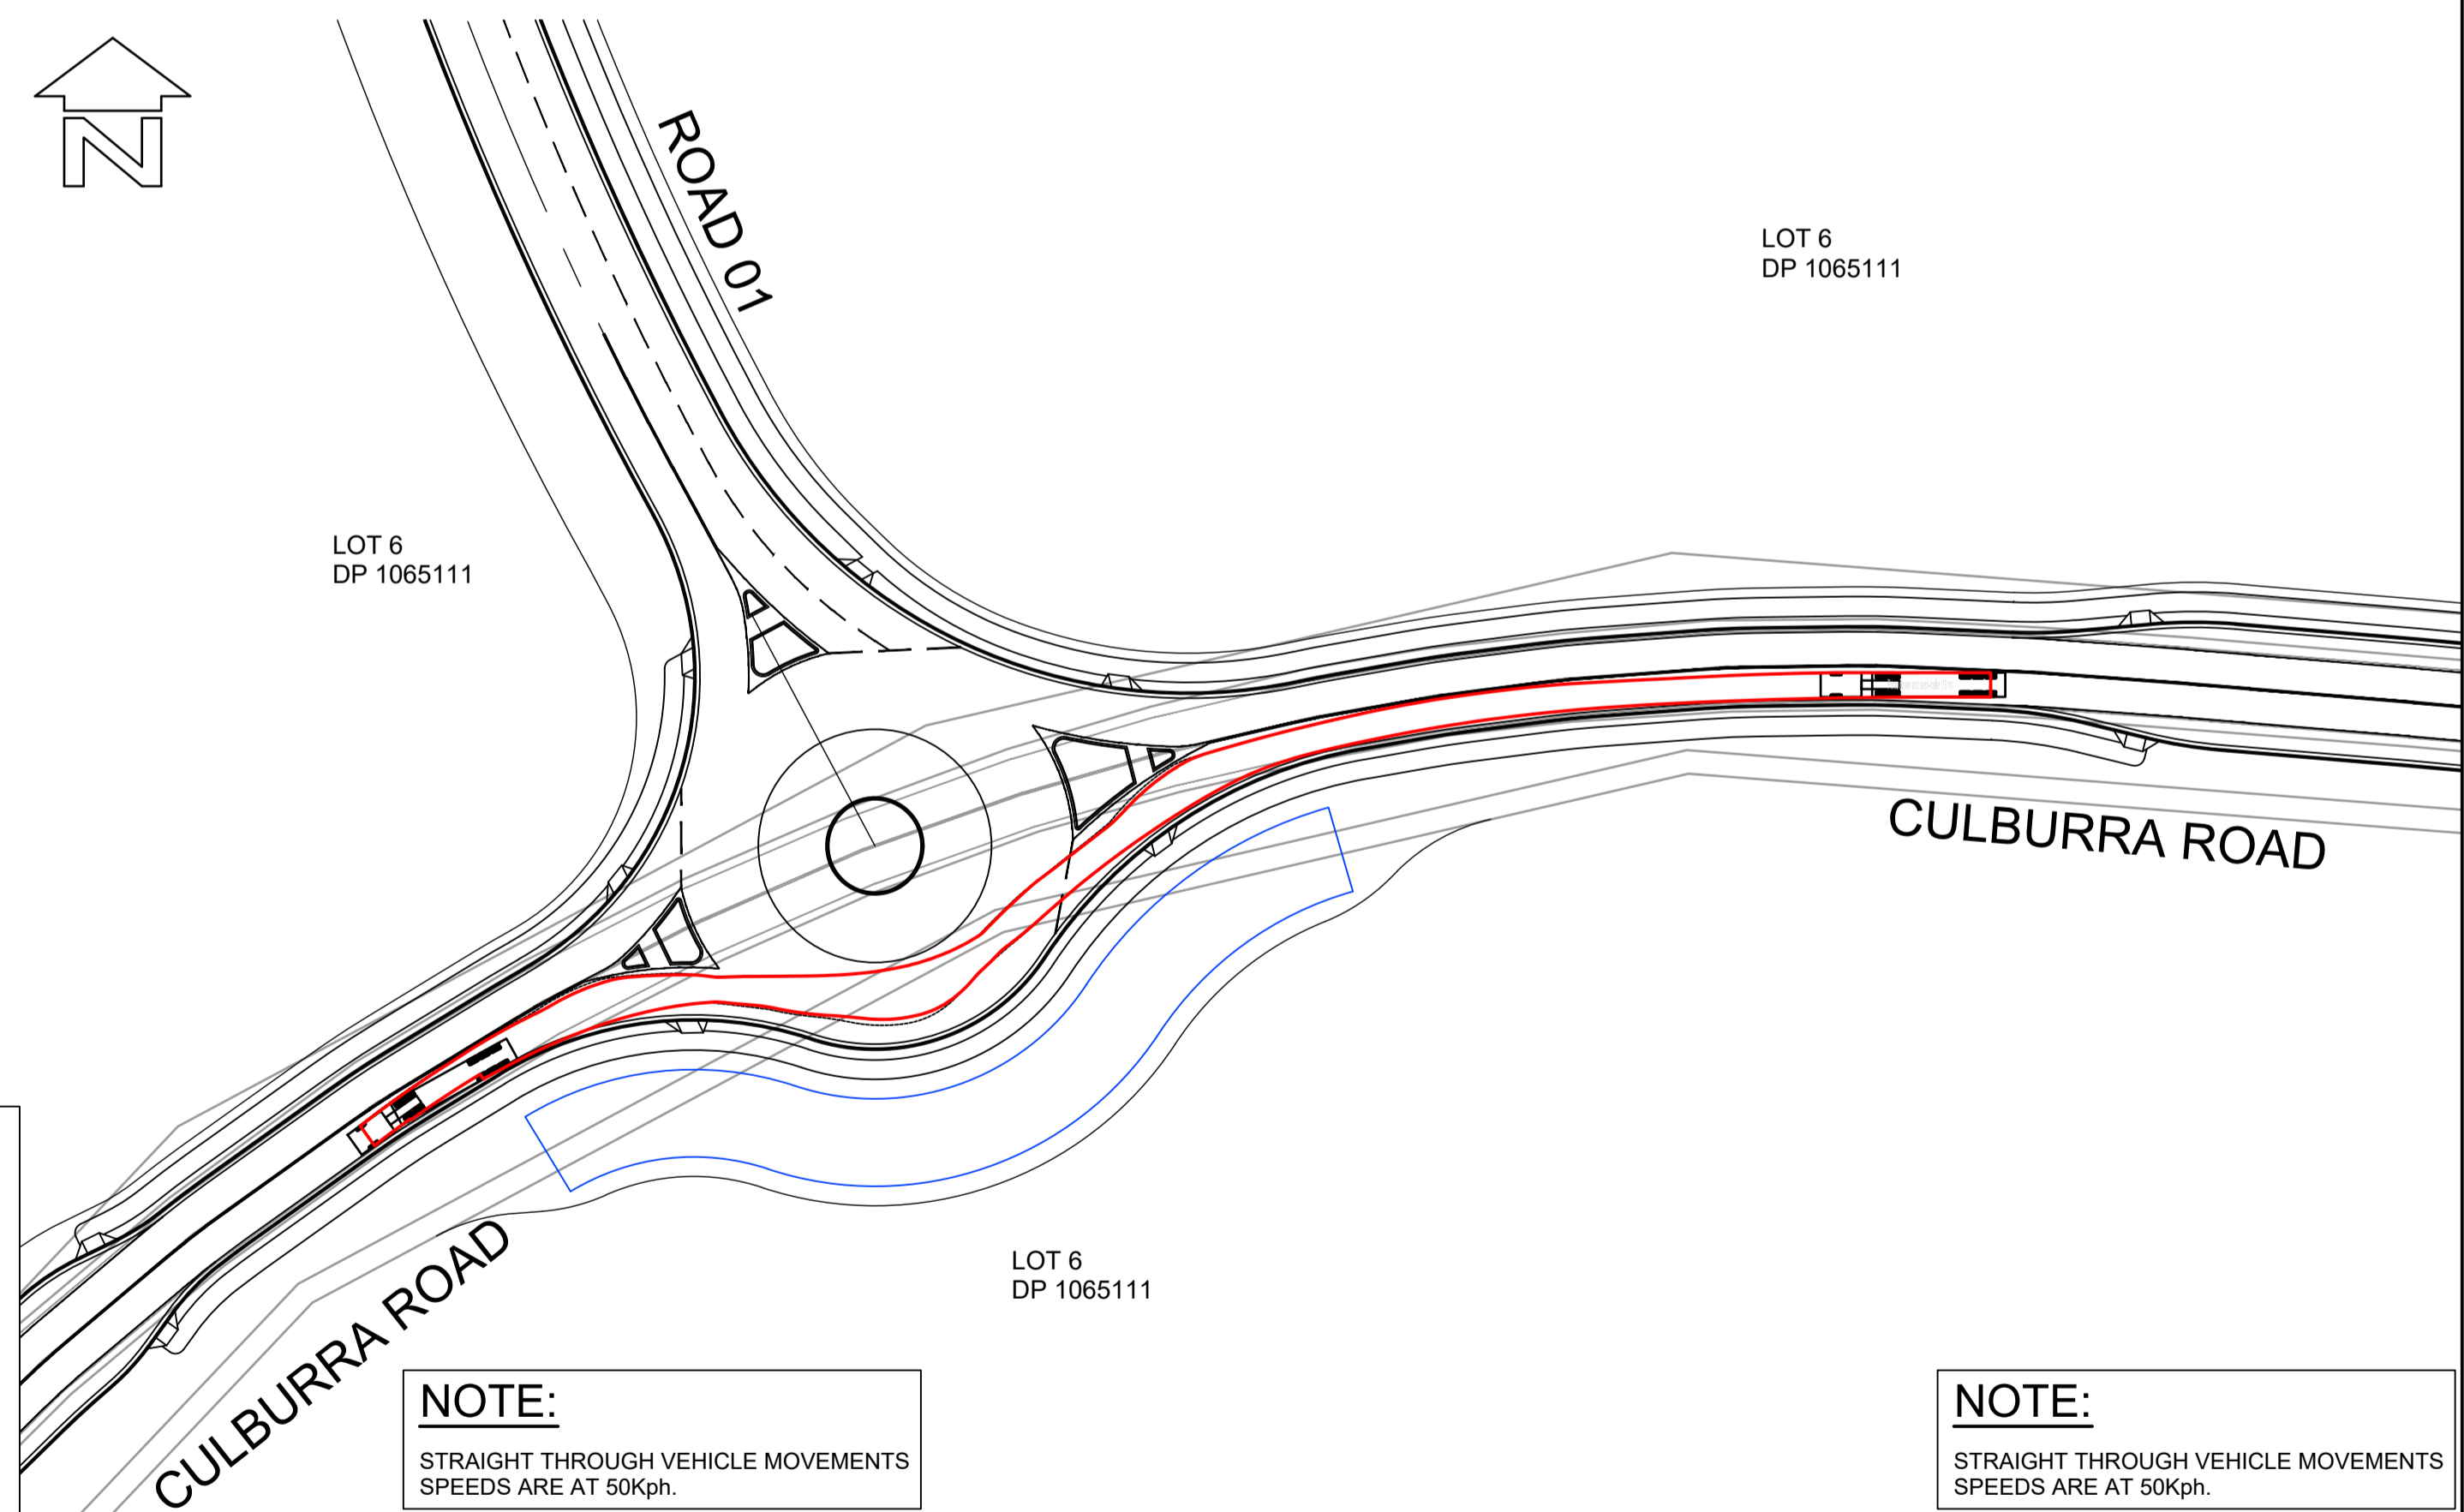 N
ROAD 01
LOT 6
DP 1065111
LOT 6
DP 1065111
CULBURRA ROAD
CULBURRA ROAD
LOT 6
DP 1065111
NOTE:
STRAIGHT THROUGH VEHICLE MOVEMENTS
SPEEDS ARE AT 50Kph.
NOTE:
STRAIGHT THROUGH VEHICLE MOVEMENTS
SPEEDS ARE AT 50Kph.